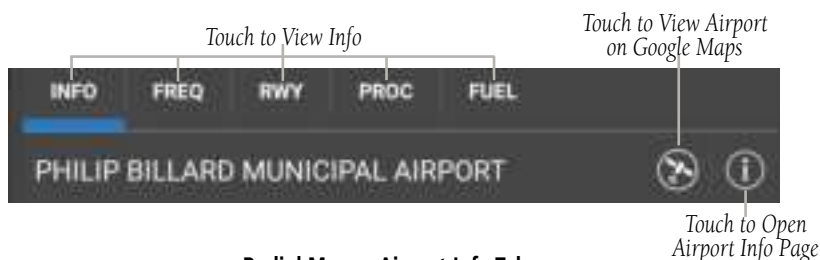 Touch to View Info
Touch to View Airport
on Google Maps
INFO FREQ RWY PROC FUEL
PHILIP BILLARD MUNICIPAL AIRPORT
Touch to Open
Airport Info Page